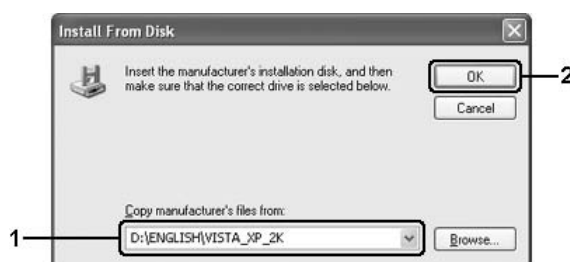 Install From Disk
Insert the manufacturer's installation disk, and then
make sure that the correct drive is selected below.
OK
2
Cancel
Copy manufacturer's files from:
1
D:\ENGLISH\VISTA_XP_2K
Browse...